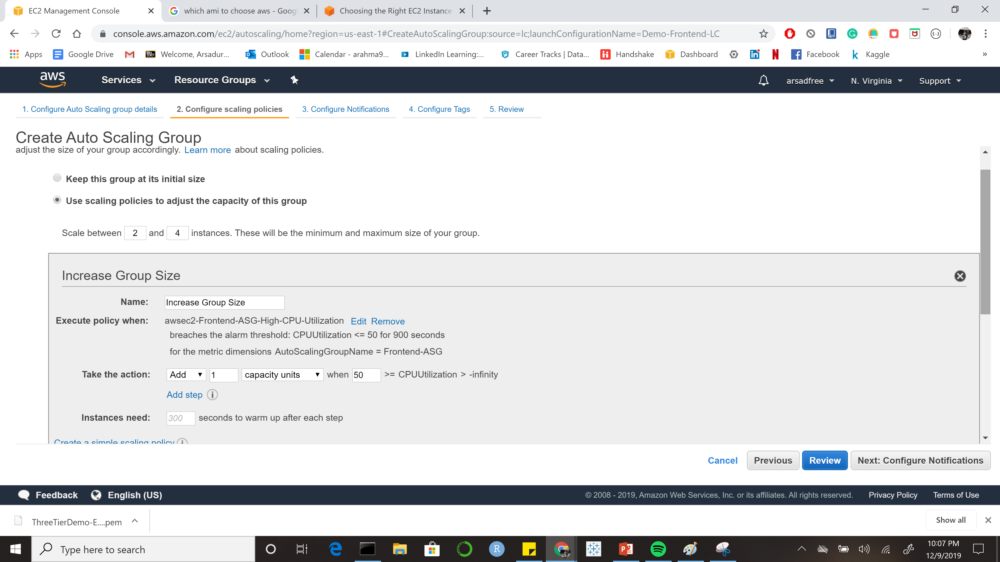 EC2 Management Console
which ami to choose aws - Goog
Choosing the Right EC2 Instance
console.aws.amazon.com/ec2/autoscaling/home?region=us-east-1#CreateAutoScalingGroup:source=lc;launchConfigurationName=Demo-Frontend-LC
Apps Google Drive Bb Welcome, Arsadur... Outlook Calendar - arahma9... LinkedIn Learning:... Career Tracks | Data... Handshake Dashboard in N Facebook k Kaggle »
aws Services Resource Groups arsadfree N. Virginia Support
1. Configure Auto Scaling group details 2. Configure scaling policies 3. Configure Notifications 4. Configure Tags 5. Review
Create Auto Scaling Group
adjust the size of your group accordingly. Learn more about scaling policies.
Keep this group at its initial size
Use scaling policies to adjust the capacity of this group
Scale between 2 and 4 instances. These will be the minimum and maximum size of your group.
Increase Group Size
Name: Increase Group Size
Execute policy when: awsec2-Frontend-ASG-High-CPU-Utilization Edit Remove
breaches the alarm threshold: CPUUtilization <= 50 for 900 seconds
for the metric dimensions AutoScalingGroupName = Frontend-ASG
Take the action: Add 1 capacity units when 50 >= CPUUtilization > -infinity
Add step i
Instances need: 300 seconds to warm up after each step
Create a simple scaling policy i
Cancel Previous Review Next: Configure Notifications
Feedback English (US) © 2008 - 2019, Amazon Web Services, Inc. or its affiliates. All rights reserved. Privacy Policy Terms of Use
ThreeTierDemo-E....pem Show all
Type here to search
10:07 PM
12/9/2019